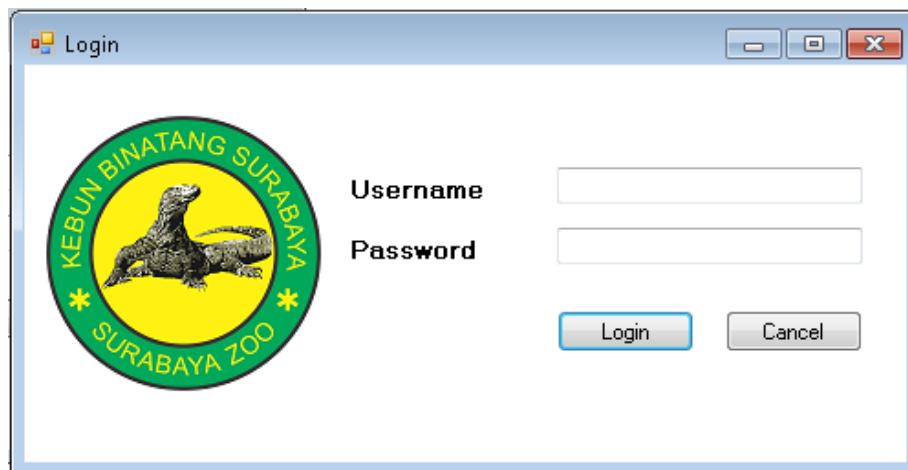 Login
KEBUN BINATANG SURABAYA
SURABAYA ZOO
Username
Password
Login Cancel